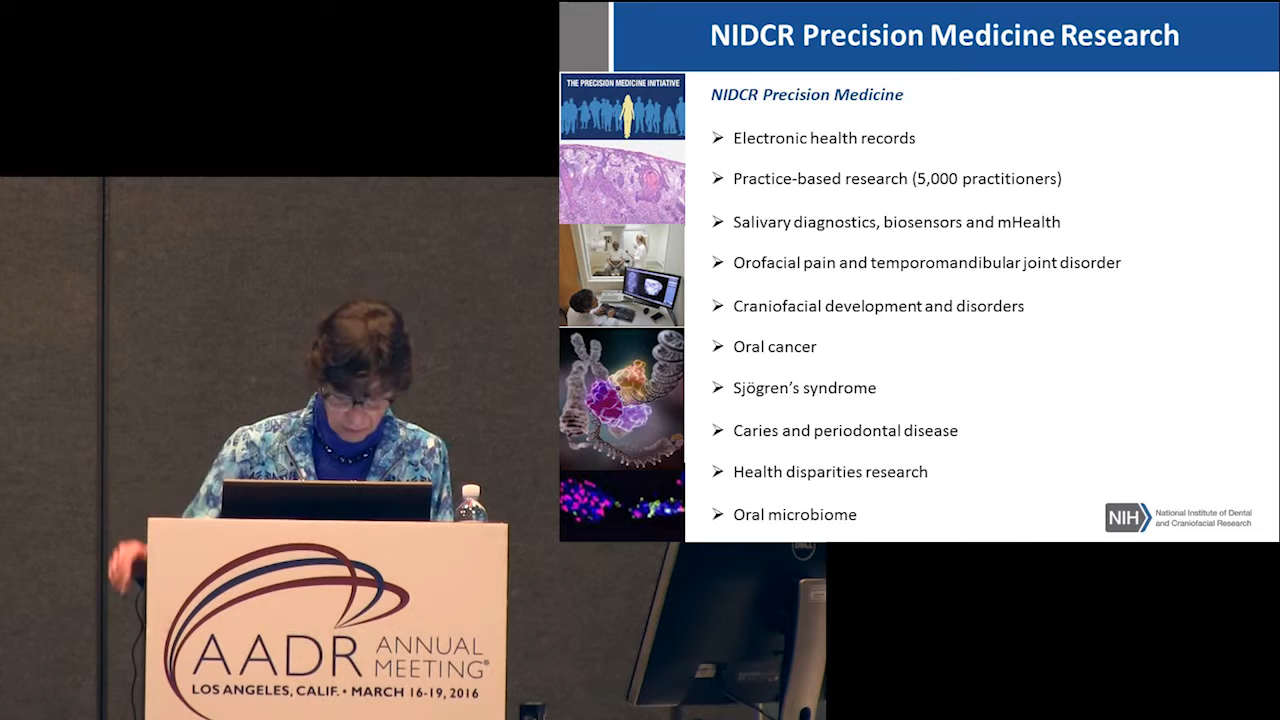 NIDCR Precision Medicine Research
THE PRECISION MEDICINE INITIATIVE
NIDCR Precision Medicine
➢ Electronic health records
➢ Practice-based research (5,000 practitioners)
➢ Salivary diagnostics, biosensors and mHealth
➢ Orofacial pain and temporomandibular joint disorder
➢ Craniofacial development and disorders
➢ Oral cancer
➢ Sjögren’s syndrome
➢ Caries and periodontal disease
➢ Health disparities research
➢ Oral microbiome
NIH
National Institute of Dental
and Craniofacial Research
DELL
AADR ANNUAL
MEETING®
LOS ANGELES, CALIF. • MARCH 16-19, 2016